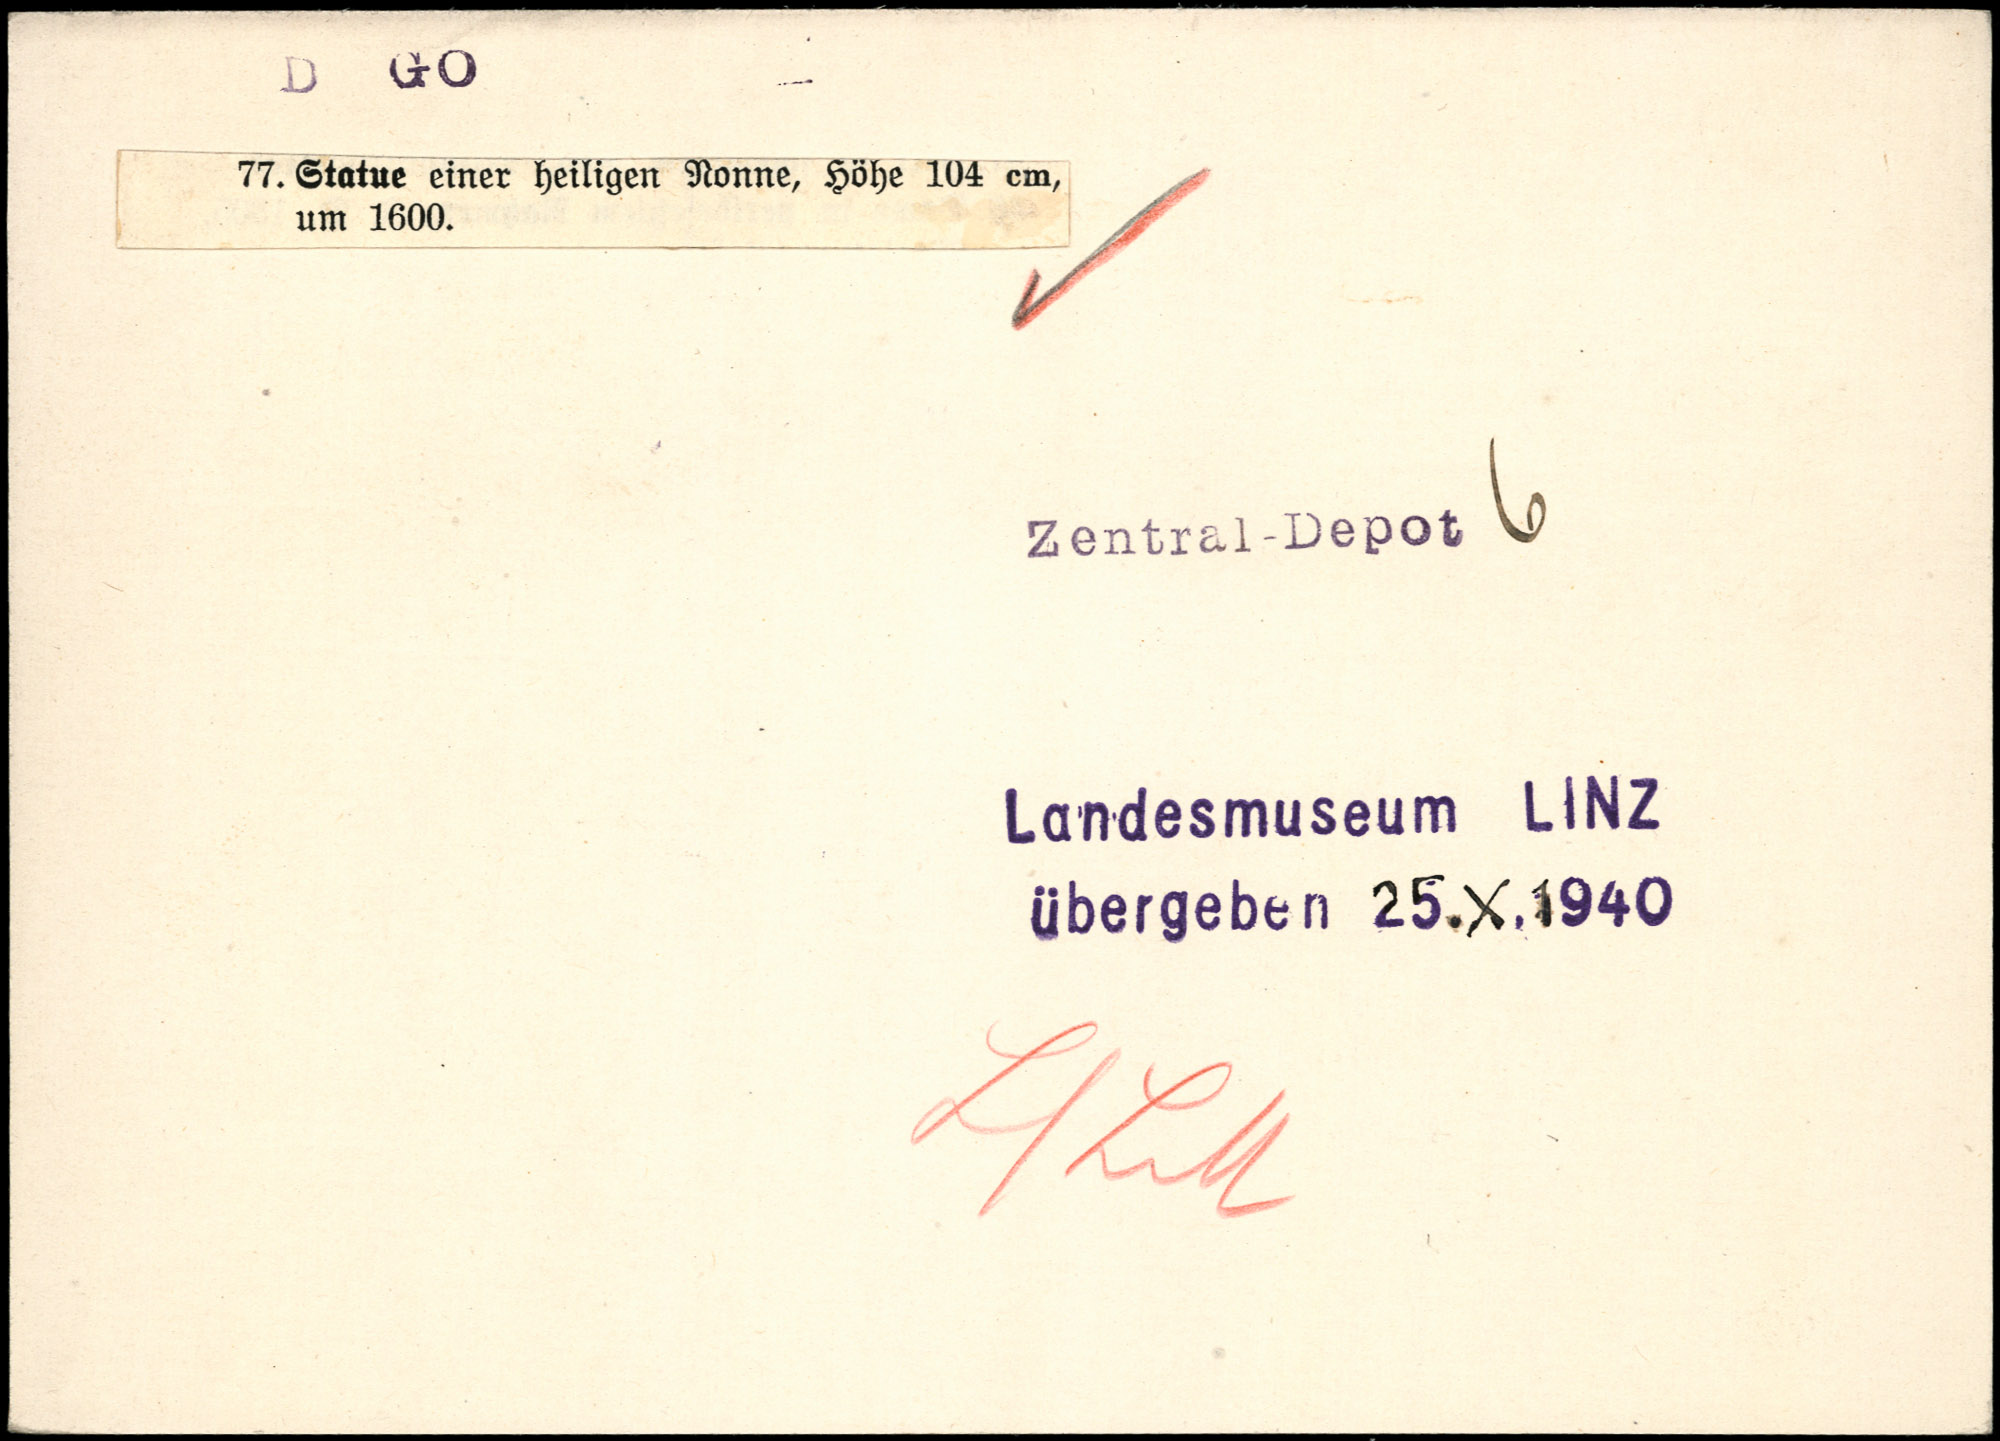 D GO –
77. Statue einer heiligen Nonne, Höhe 104 cm,
um 1600.
Zentral-Depot 6
Landesmuseum LINZ
übergeben 25.X.1940